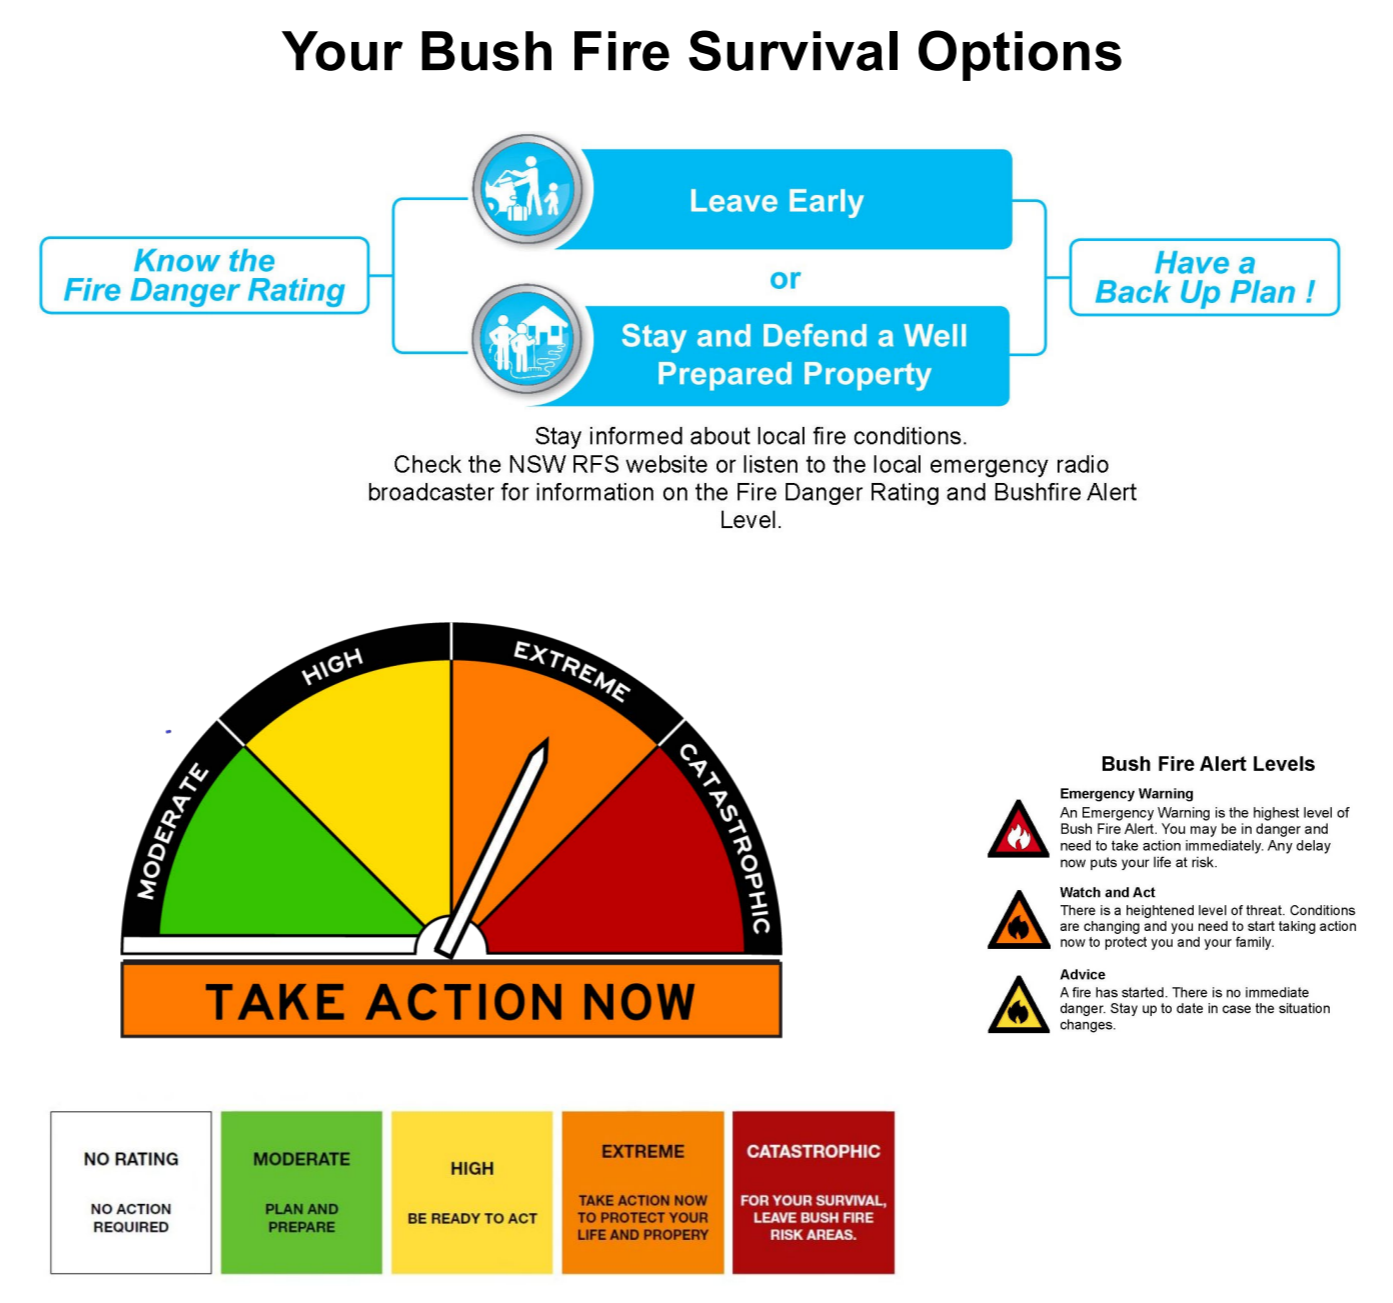 Your Bush Fire Survival Options
Leave Early
Know the
Fire Danger Rating
or
Have a
Back Up Plan !
Stay and Defend a Well
Prepared Property
Stay informed about local fire conditions.
Check the NSW RFS website or listen to the local emergency radio
broadcaster for information on the Fire Danger Rating and Bushfire Alert
Level.
MODERATE
HIGH
EXTREME
CATASTROPHIC
TAKE ACTION NOW
Bush Fire Alert Levels
Emergency Warning
An Emergency Warning is the highest level of
Bush Fire Alert. You may be in danger and
need to take action immediately. Any delay
now puts your life at risk.
Watch and Act
There is a heightened level of threat. Conditions
are changing and you need to start taking action
now to protect you and your family.
Advice
A fire has started. There is no immediate
danger. Stay up to date in case the situation
changes.
NO RATING
NO ACTION
REQUIRED
MODERATE
PLAN AND
PREPARE
HIGH
BE READY TO ACT
EXTREME
TAKE ACTION NOW
TO PROTECT YOUR
LIFE AND PROPERY
CATASTROPHIC
FOR YOUR SURVIVAL,
LEAVE BUSH FIRE
RISK AREAS.